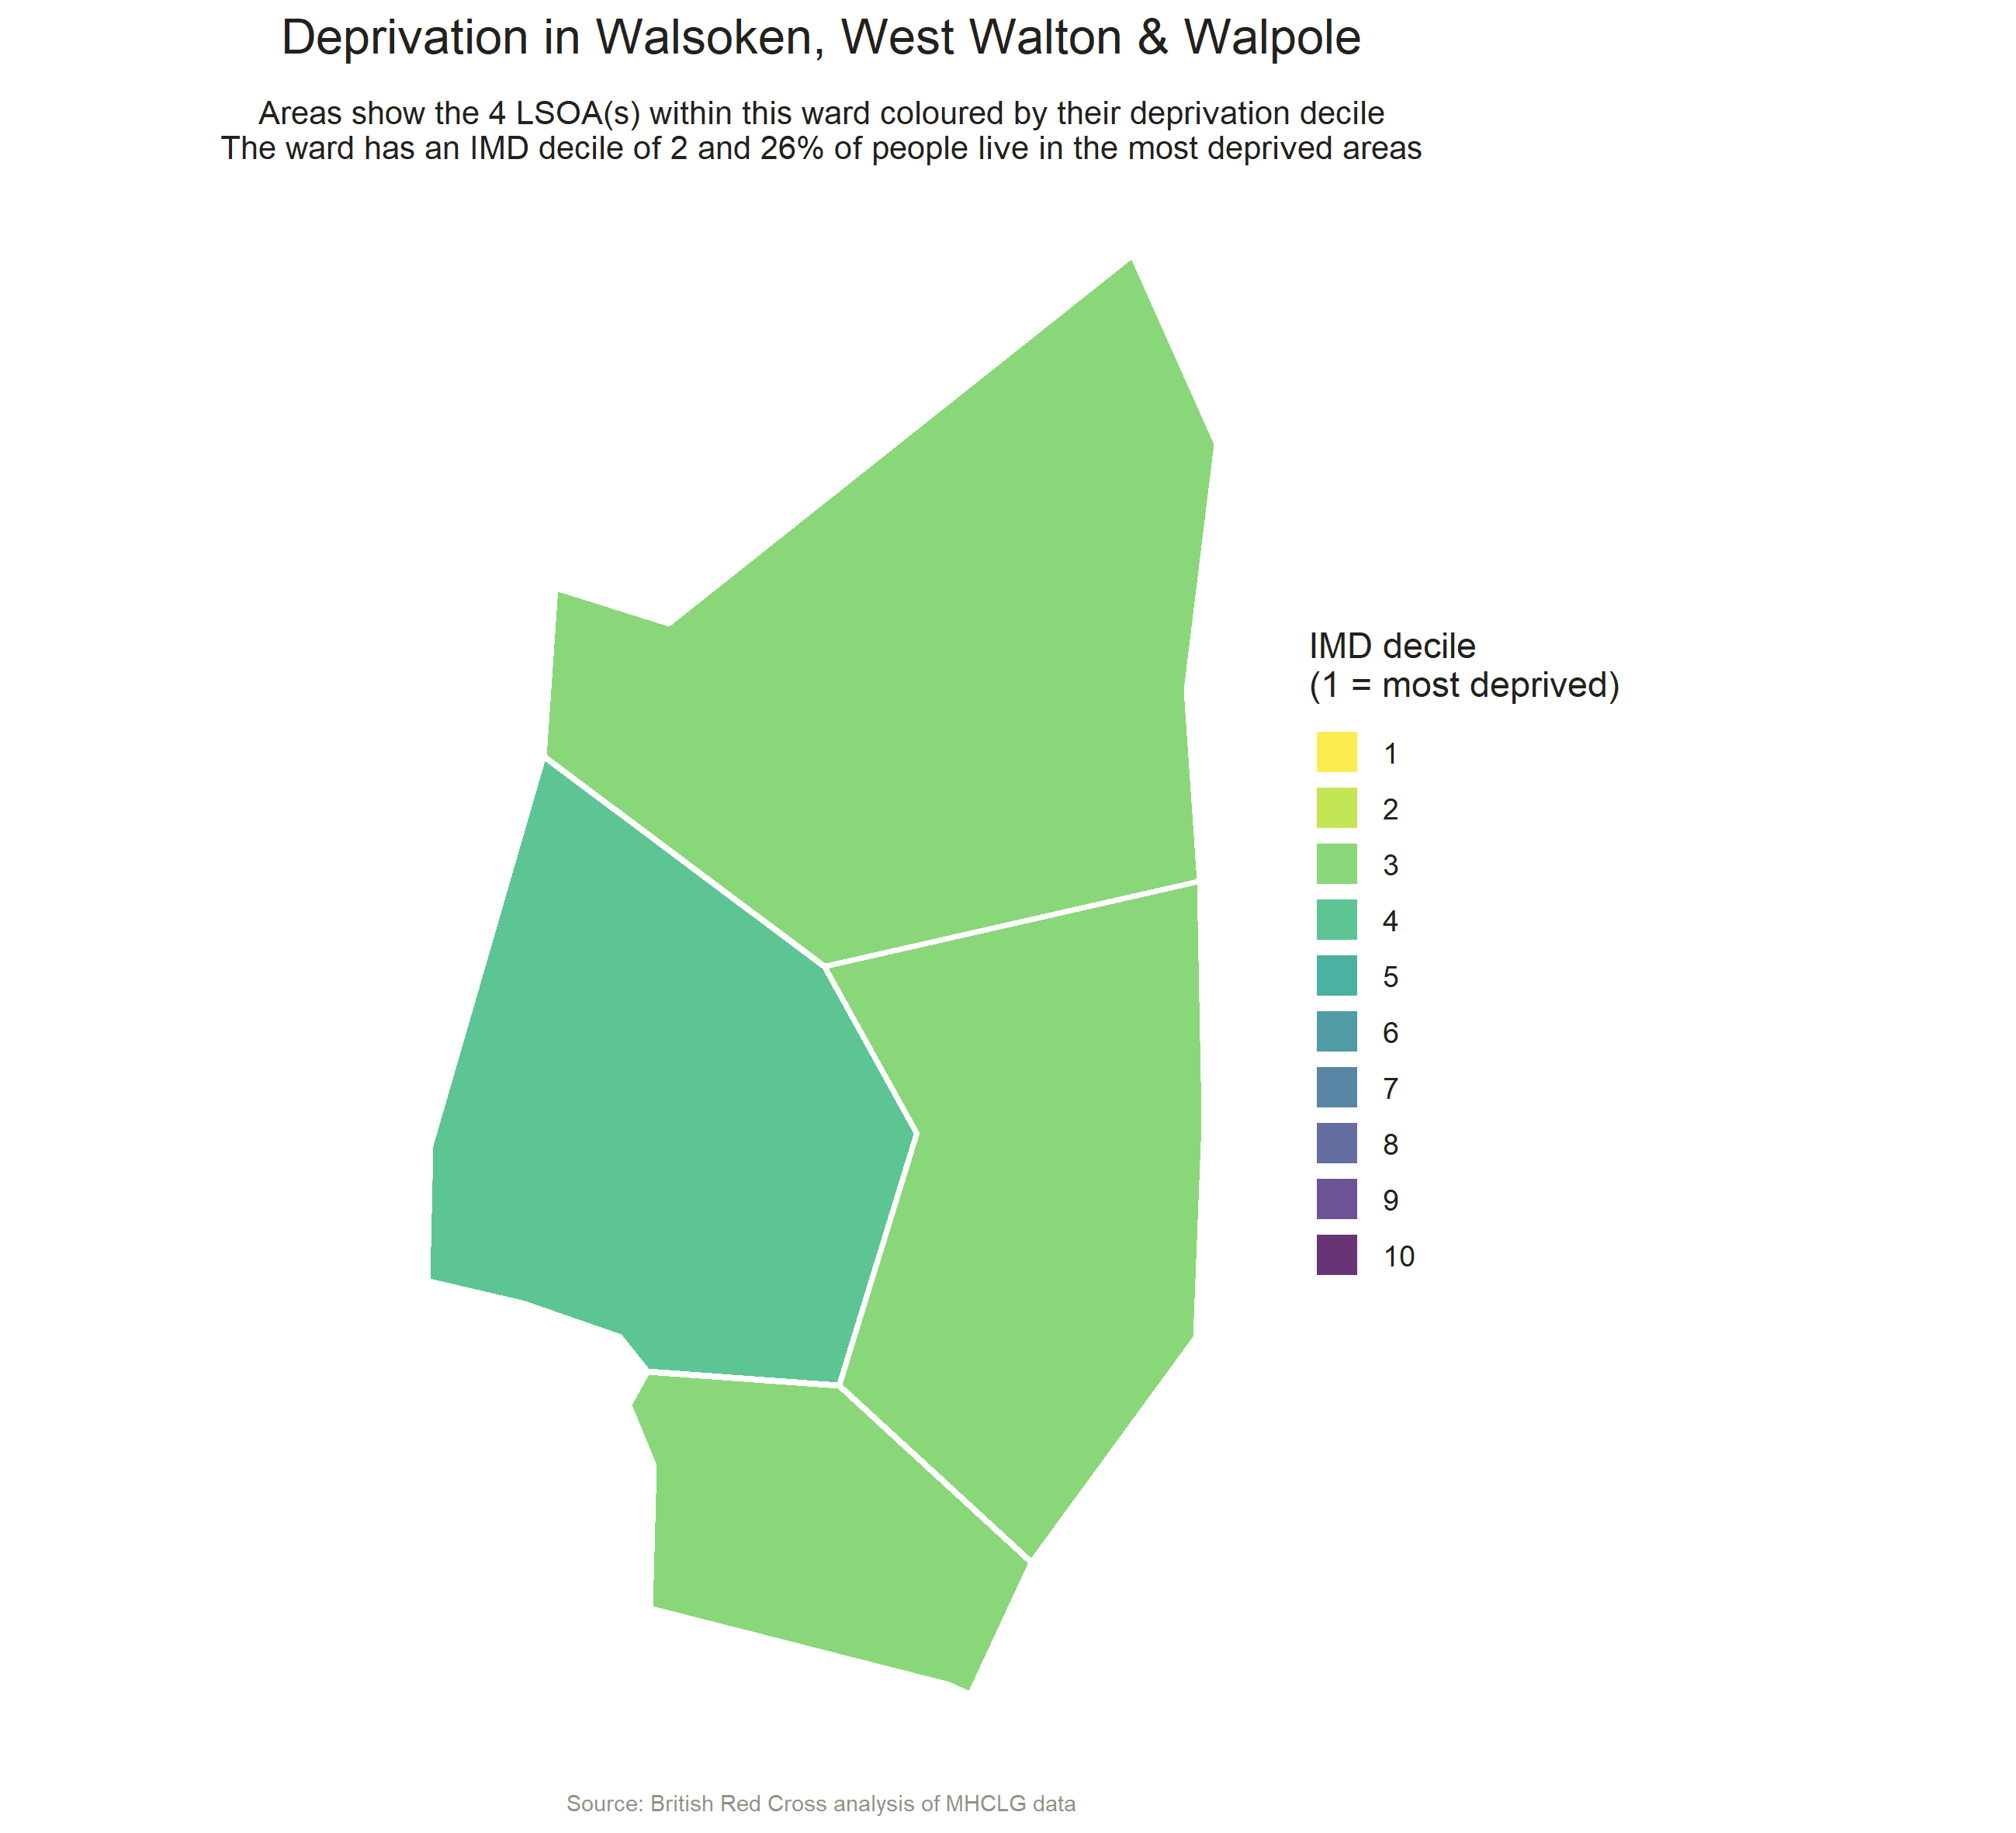 Deprivation in Walsoken, West Walton & Walpole
Areas show the 4 LSOA(s) within this ward coloured by their deprivation decile
The ward has an IMD decile of 2 and 26% of people live in the most deprived areas
IMD decile
(1 = most deprived)
1
2
3
4
5
6
7
8
9
10
Source: British Red Cross analysis of MHCLG data